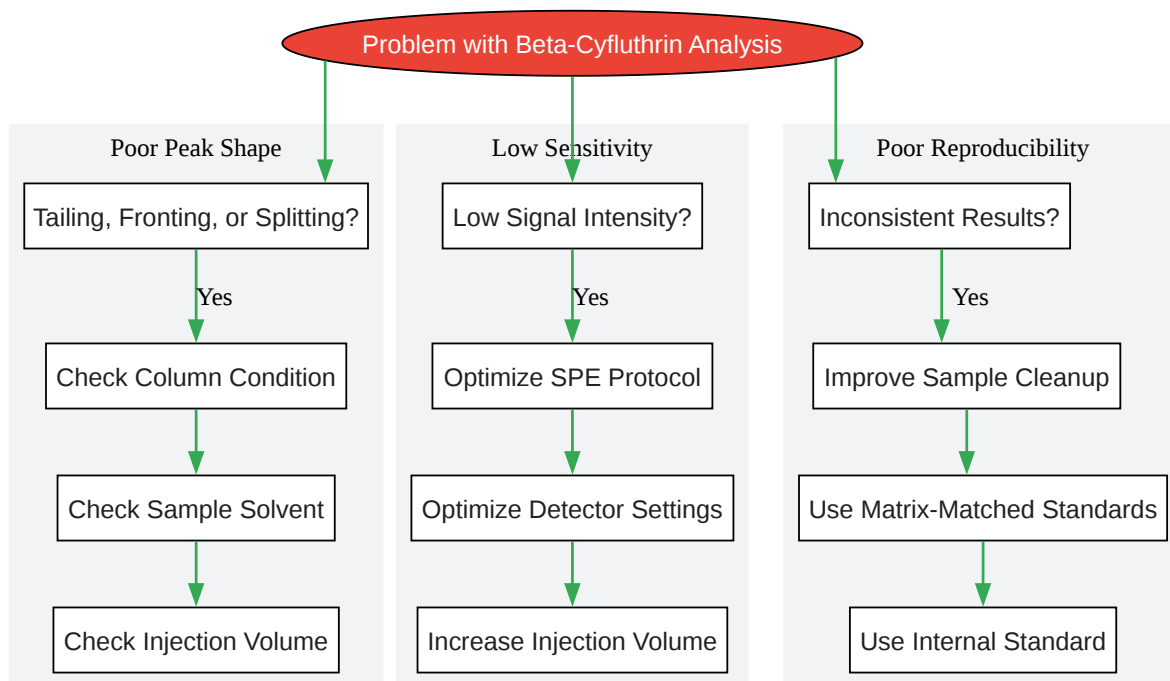 Problem with Beta-Cyfluthrin Analysis
Poor Peak Shape
Tailing, Fronting, or Splitting?
Yes
Check Column Condition
Check Sample Solvent
Check Injection Volume
Low Sensitivity
Low Signal Intensity?
Yes
Optimize SPE Protocol
Optimize Detector Settings
Increase Injection Volume
Poor Reproducibility
Inconsistent Results?
Yes
Improve Sample Cleanup
Use Matrix-Matched Standards
Use Internal Standard